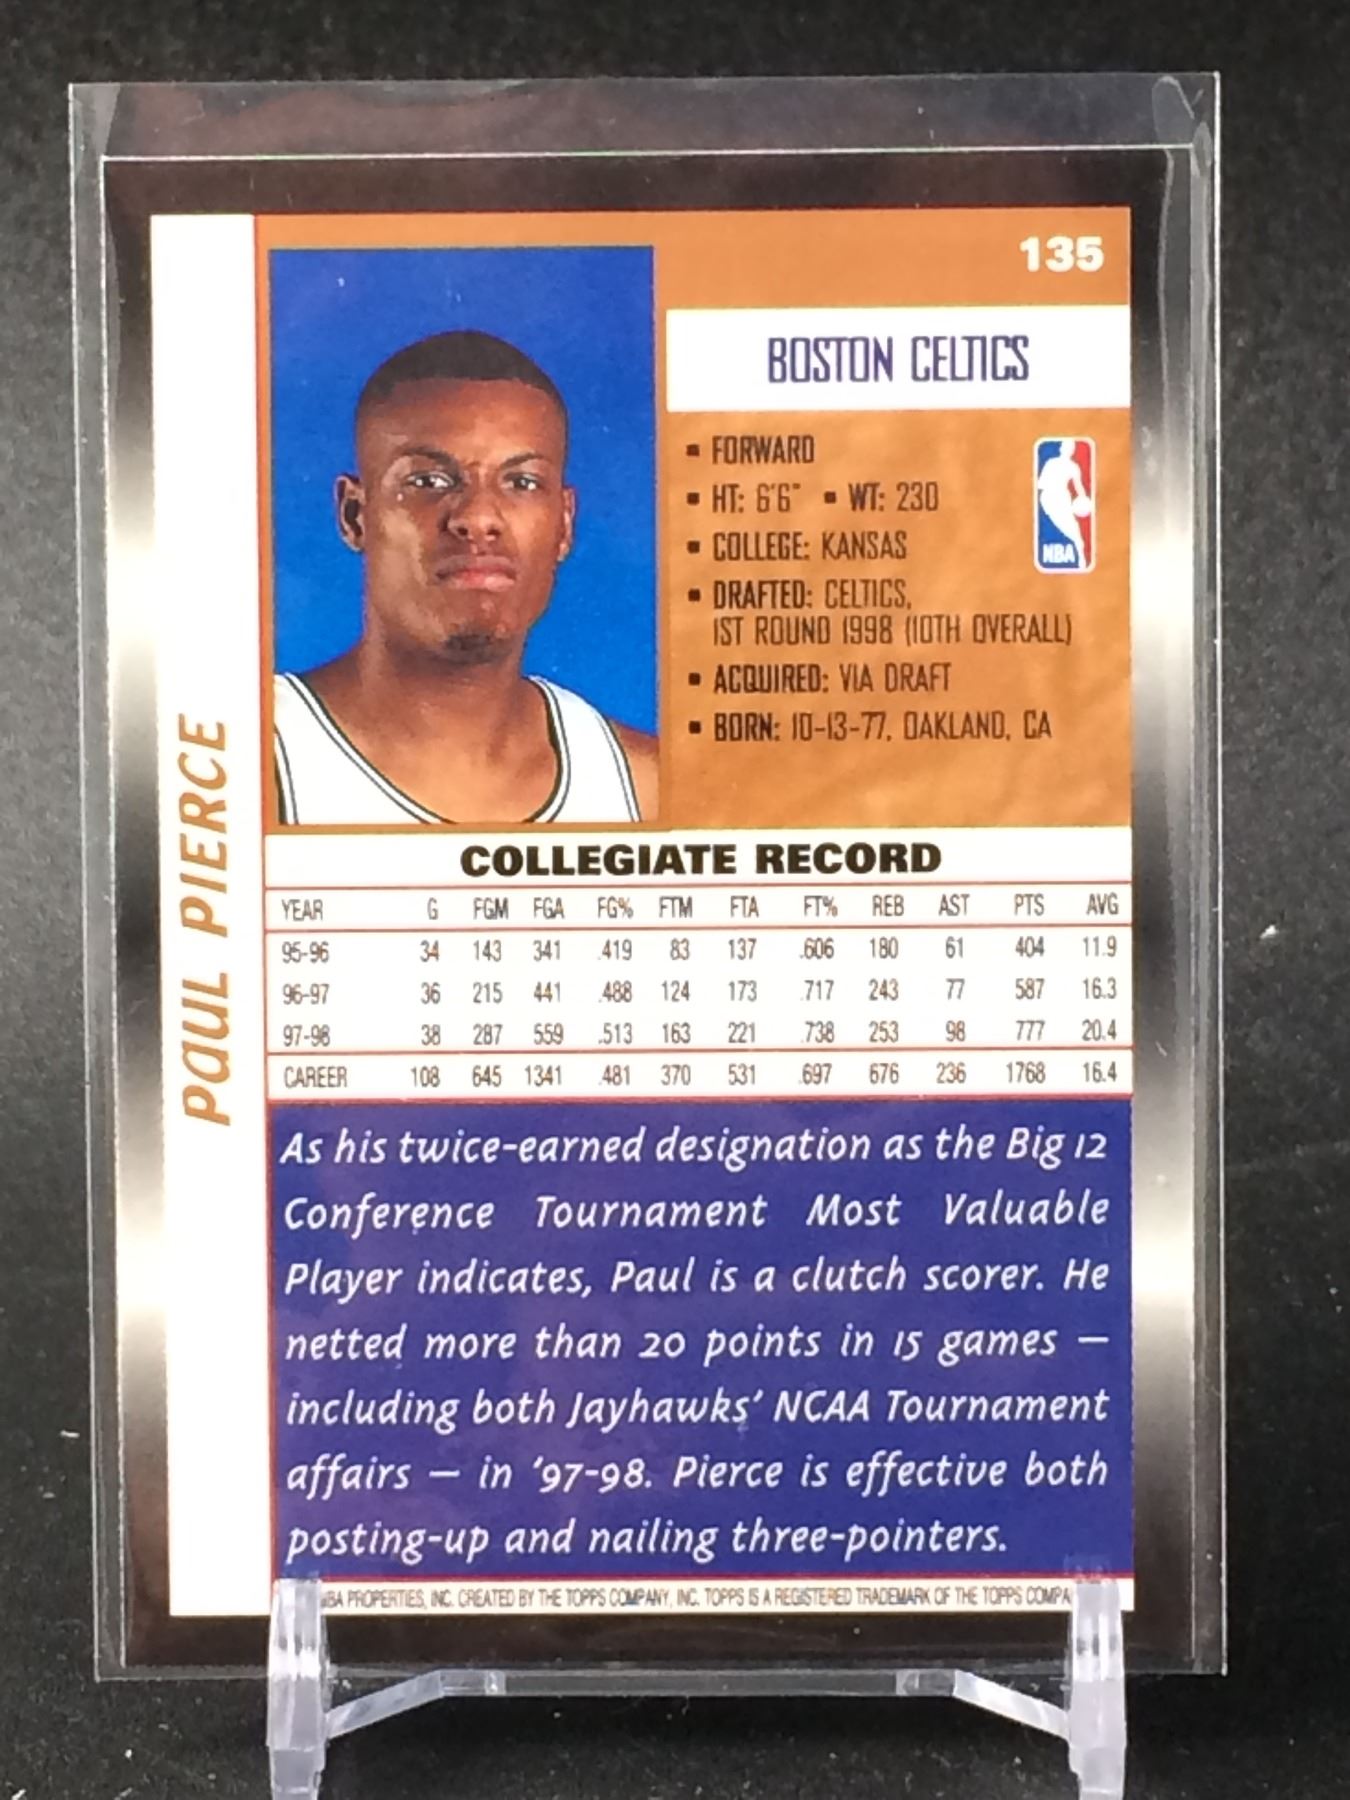 135
BOSTON CELTICS
▪ FORWARD
▪ HT: 6'6" ▪ WT: 230
▪ COLLEGE: KANSAS
▪ DRAFTED: CELTICS,
1ST ROUND 1998 (10TH OVERALL)
▪ ACQUIRED: VIA DRAFT
▪ BORN: 10-13-77, OAKLAND, CA
NBA
PAUL PIERCE
COLLEGIATE RECORD
YEAR G FGM FGA FG% FTM FTA FT% REB AST PTS AVG
95-96 34 143 341 .419 83 137 .606 180 61 404 11.9
96-97 36 215 441 .488 124 173 .717 243 77 587 16.3
97-98 38 287 559 .513 163 221 .738 253 98 777 20.4
CAREER 108 645 1341 .481 370 531 .697 676 236 1768 16.4
As his twice-earned designation as the Big 12
Conference Tournament Most Valuable
Player indicates, Paul is a clutch scorer. He
netted more than 20 points in 15 games —
including both Jayhawks' NCAA Tournament
affairs — in '97-98. Pierce is effective both
posting-up and nailing three-pointers.
PROPERTIES, INC. CREATED BY THE TOPPS COMPANY, INC. TOPPS IS A REGISTERED TRADEMARK OF THE TOPPS